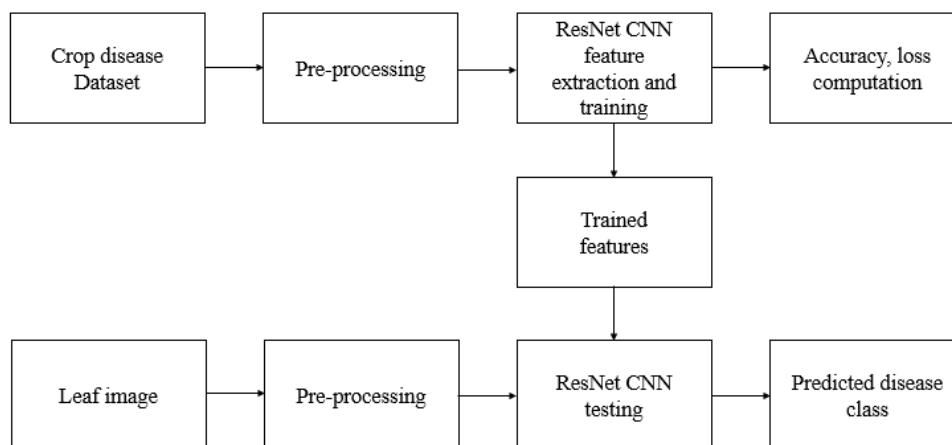 Crop disease
Dataset
Pre-processing
ResNet CNN
feature
extraction and
training
Accuracy, loss
computation
Trained
features
Leaf image
Pre-processing
ResNet CNN
testing
Predicted disease
class